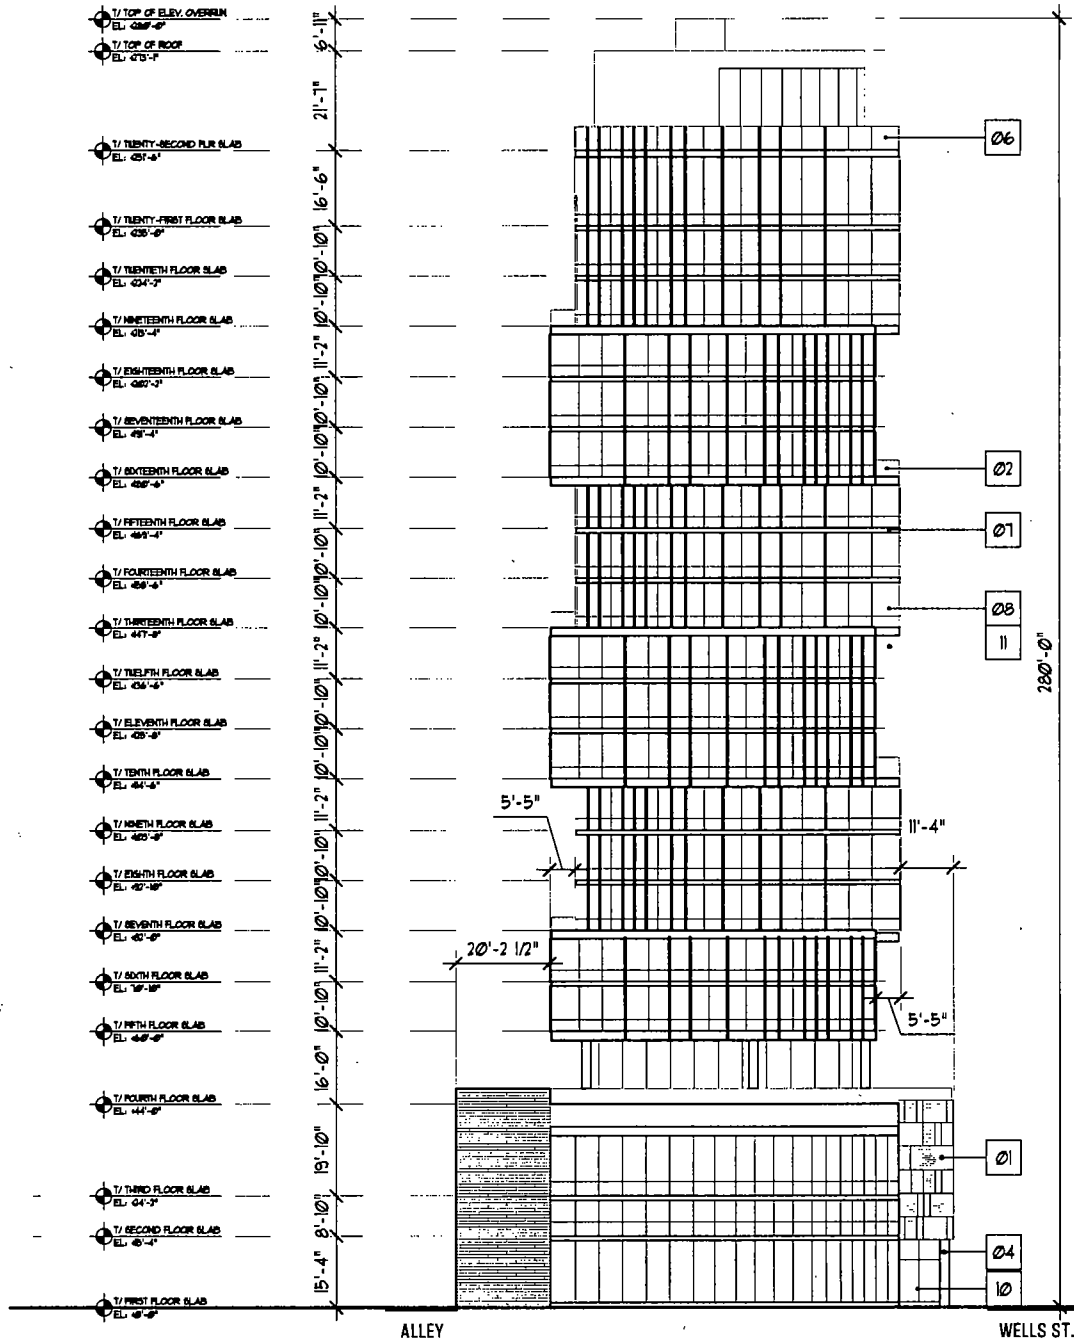 T/ TOP OF ELEV. OVERRUN
6'-11"
T/ TOP OF ROOF
EL: +273'-1"
21'-7"
06
T/ TWENTY-SECOND FLR SLAB
EL: +251'-6"
16'-6"
T/ TWENTY-FIRST FLOOR SLAB
10'-10"
T/ TWENTIETH FLOOR SLAB
10'-10"
T/ NINETEENTH FLOOR SLAB
11'-2"
T/ EIGHTEENTH FLOOR SLAB
10'-10"
T/ SEVENTEENTH FLOOR SLAB
10'-10"
02
T/ SIXTEENTH FLOOR SLAB
11'-2"
07
T/ FIFTEENTH FLOOR SLAB
10'-10"
T/ FOURTEENTH FLOOR SLAB
10'-10"
08
T/ THIRTEENTH FLOOR SLAB
11
11'-2"
280'-0"
T/ TWELFTH FLOOR SLAB
10'-10"
T/ ELEVENTH FLOOR SLAB
10'-10"
T/ TENTH FLOOR SLAB
11'-2"
5'-5"
11'-4"
T/ NINETH FLOOR SLAB
10'-10"
T/ EIGHTH FLOOR SLAB
10'-10"
T/ SEVENTH FLOOR SLAB
20'-2 1/2"
11'-2"
T/ SIXTH FLOOR SLAB
10'-10"
5'-5"
T/ FIFTH FLOOR SLAB
16'-0"
T/ FOURTH FLOOR SLAB
19'-10"
01
T/ THIRD FLOOR SLAB
8'-10"
T/ SECOND FLOOR SLAB
04
15'-4"
10
T/ FIRST FLOOR SLAB
ALLEY
WELLS ST.